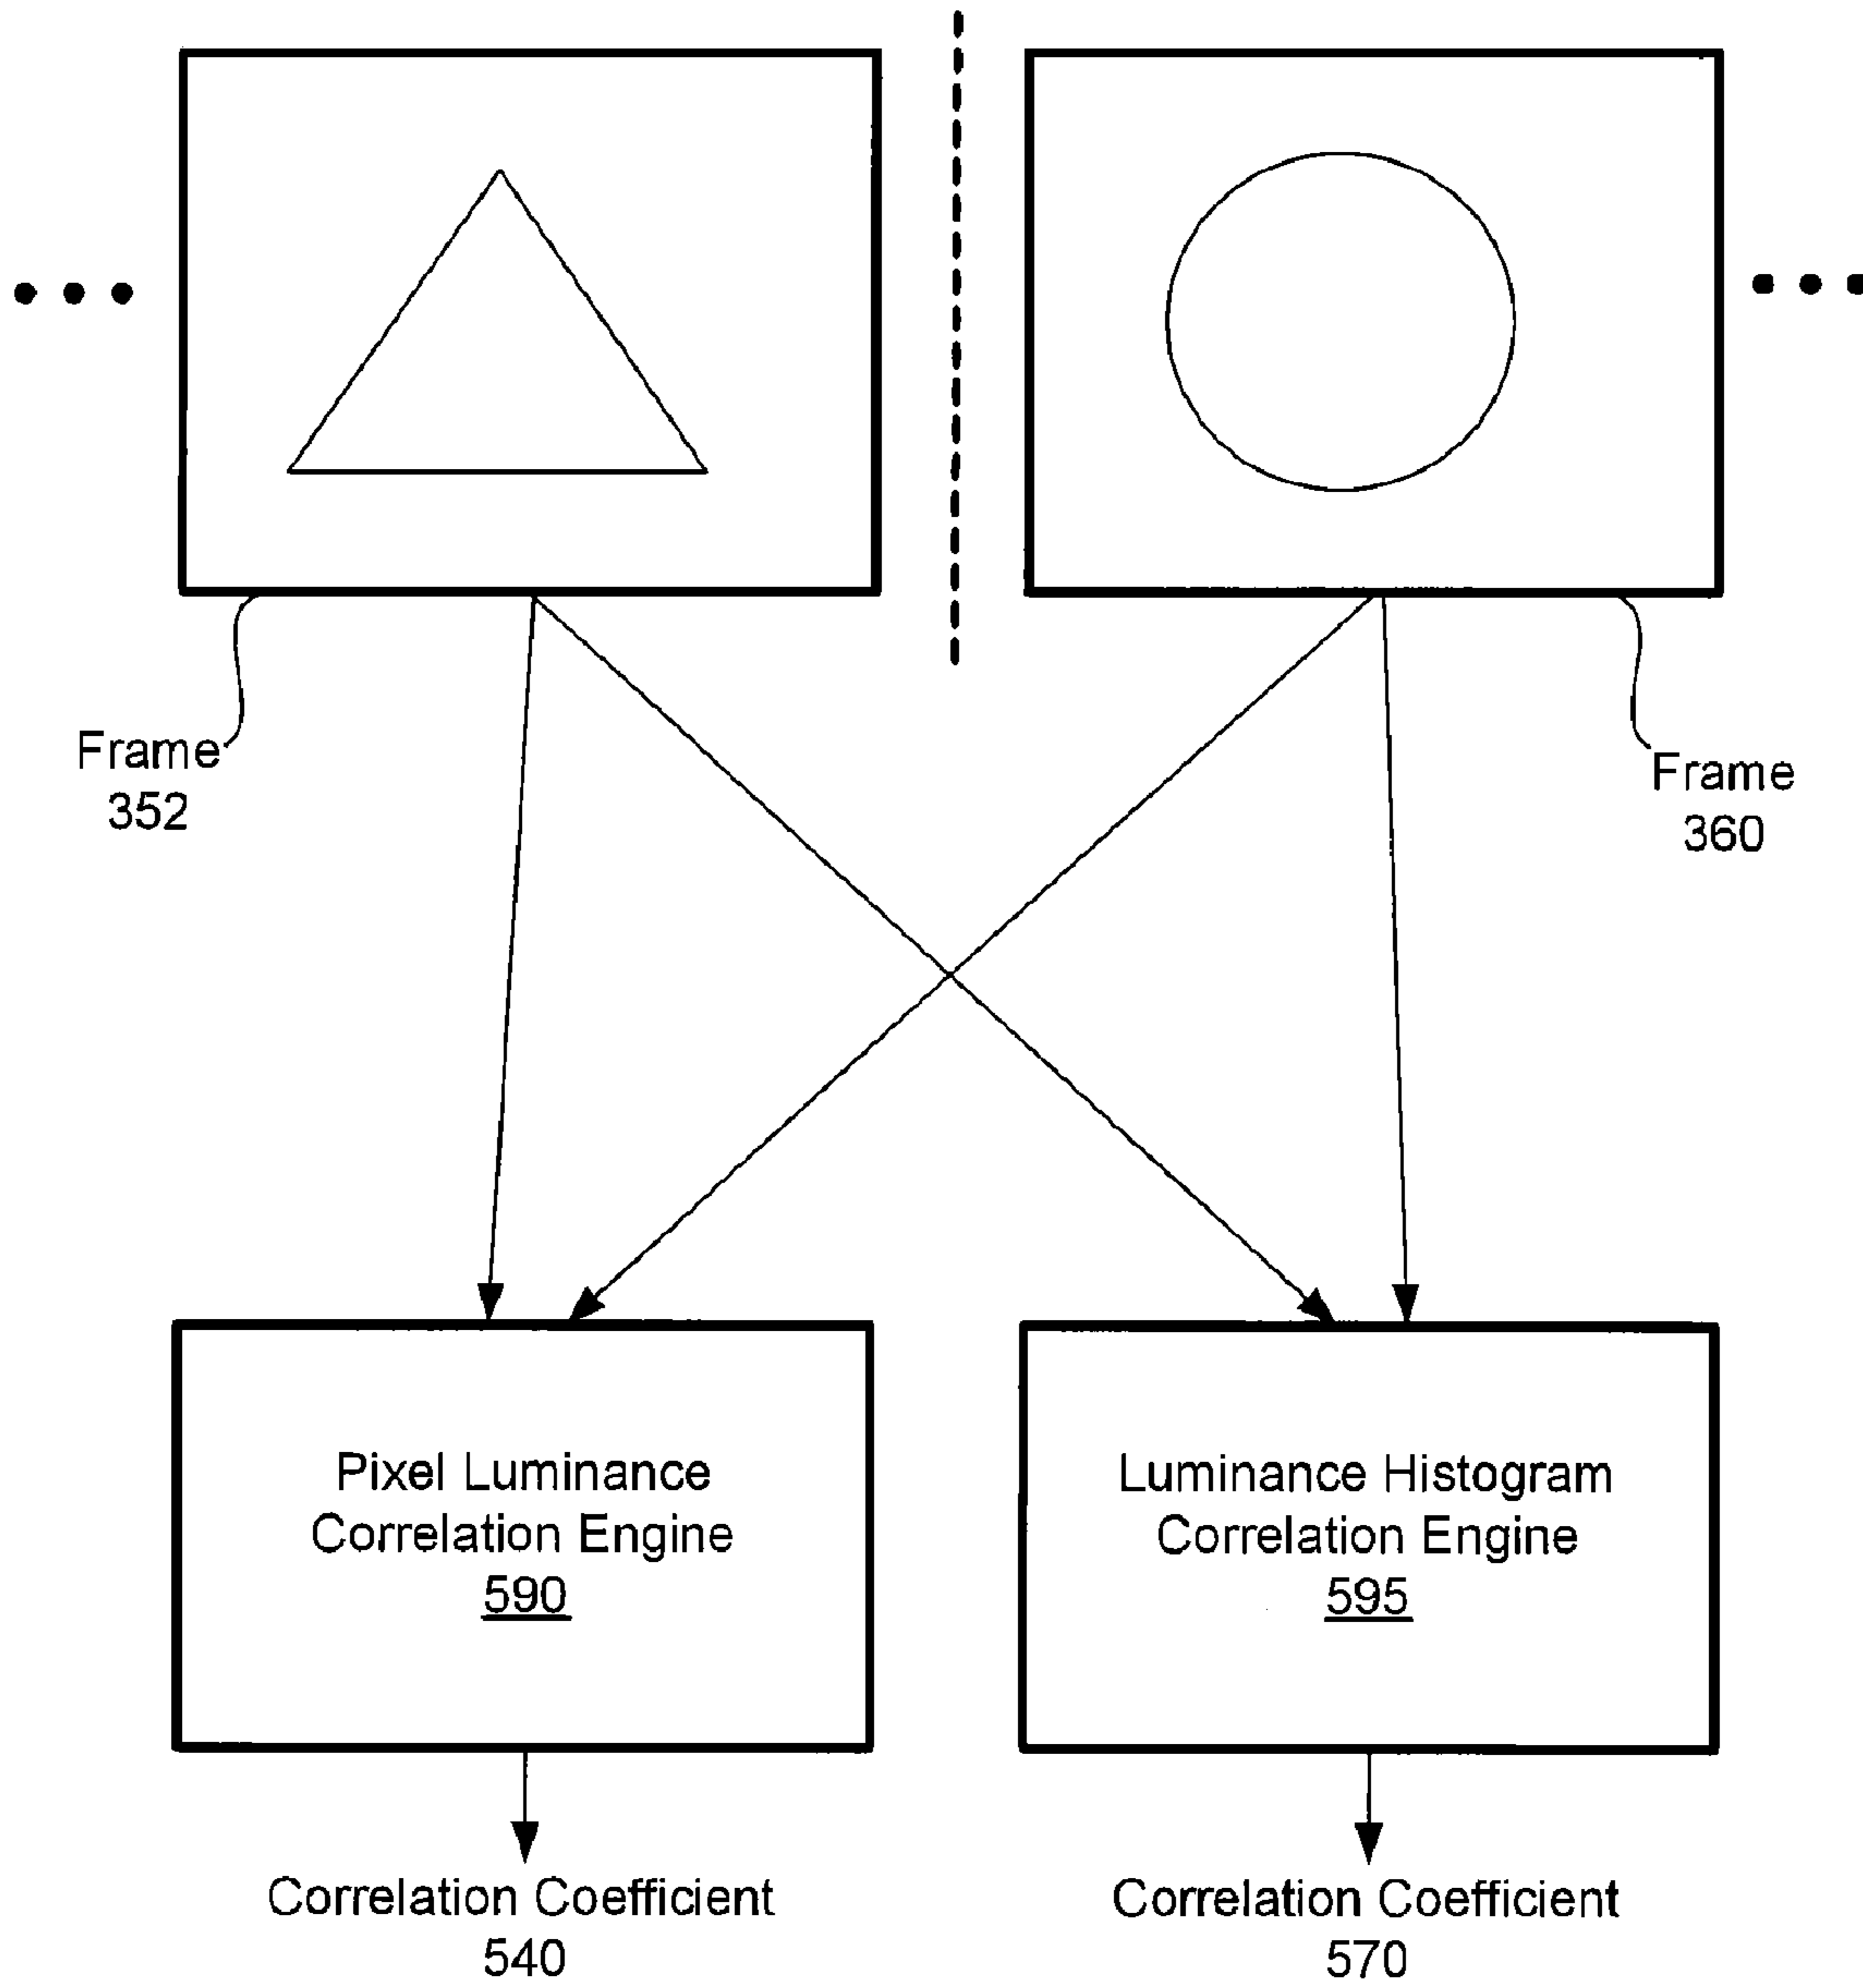 Frame
352
Frame
360
Pixel Luminance
Correlation Engine
590
Luminance Histogram
Correlation Engine
595
Correlation Coefficient
540
Correlation Coefficient
570